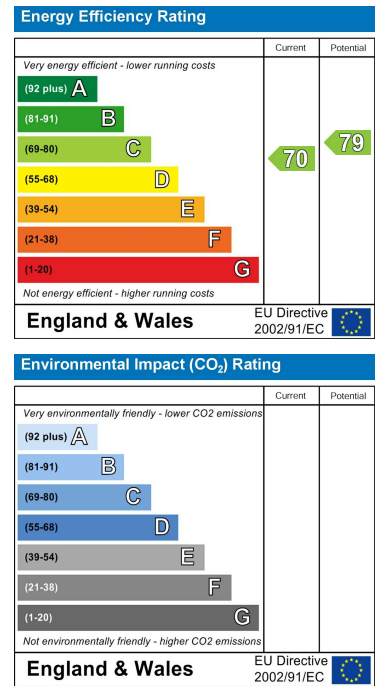 Energy Efficiency Rating
Current Potential
Very energy efficient - lower running costs
(92 plus) A
(81-91) B
(69-80) C
(55-68) D
(39-54) E
(21-38) F
(1-20) G
70
79
Not energy efficient - higher running costs
England & Wales
EU Directive
2002/91/EC
Environmental Impact (CO₂) Rating
Current Potential
Very environmentally friendly - lower CO2 emissions
(92 plus) A
(81-91) B
(69-80) C
(55-68) D
(39-54) E
(21-38) F
(1-20) G
Not environmentally friendly - higher CO2 emissions
England & Wales
EU Directive
2002/91/EC